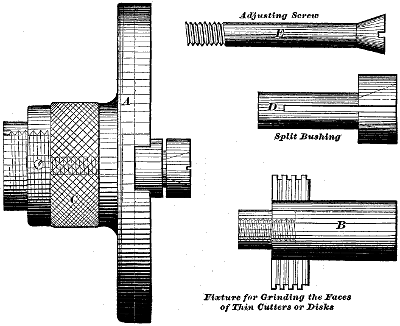 Adjusting Screw
E
A
D
Split Bushing
B
Fixture for Grinding the Faces
of Thin Cutters or Disks